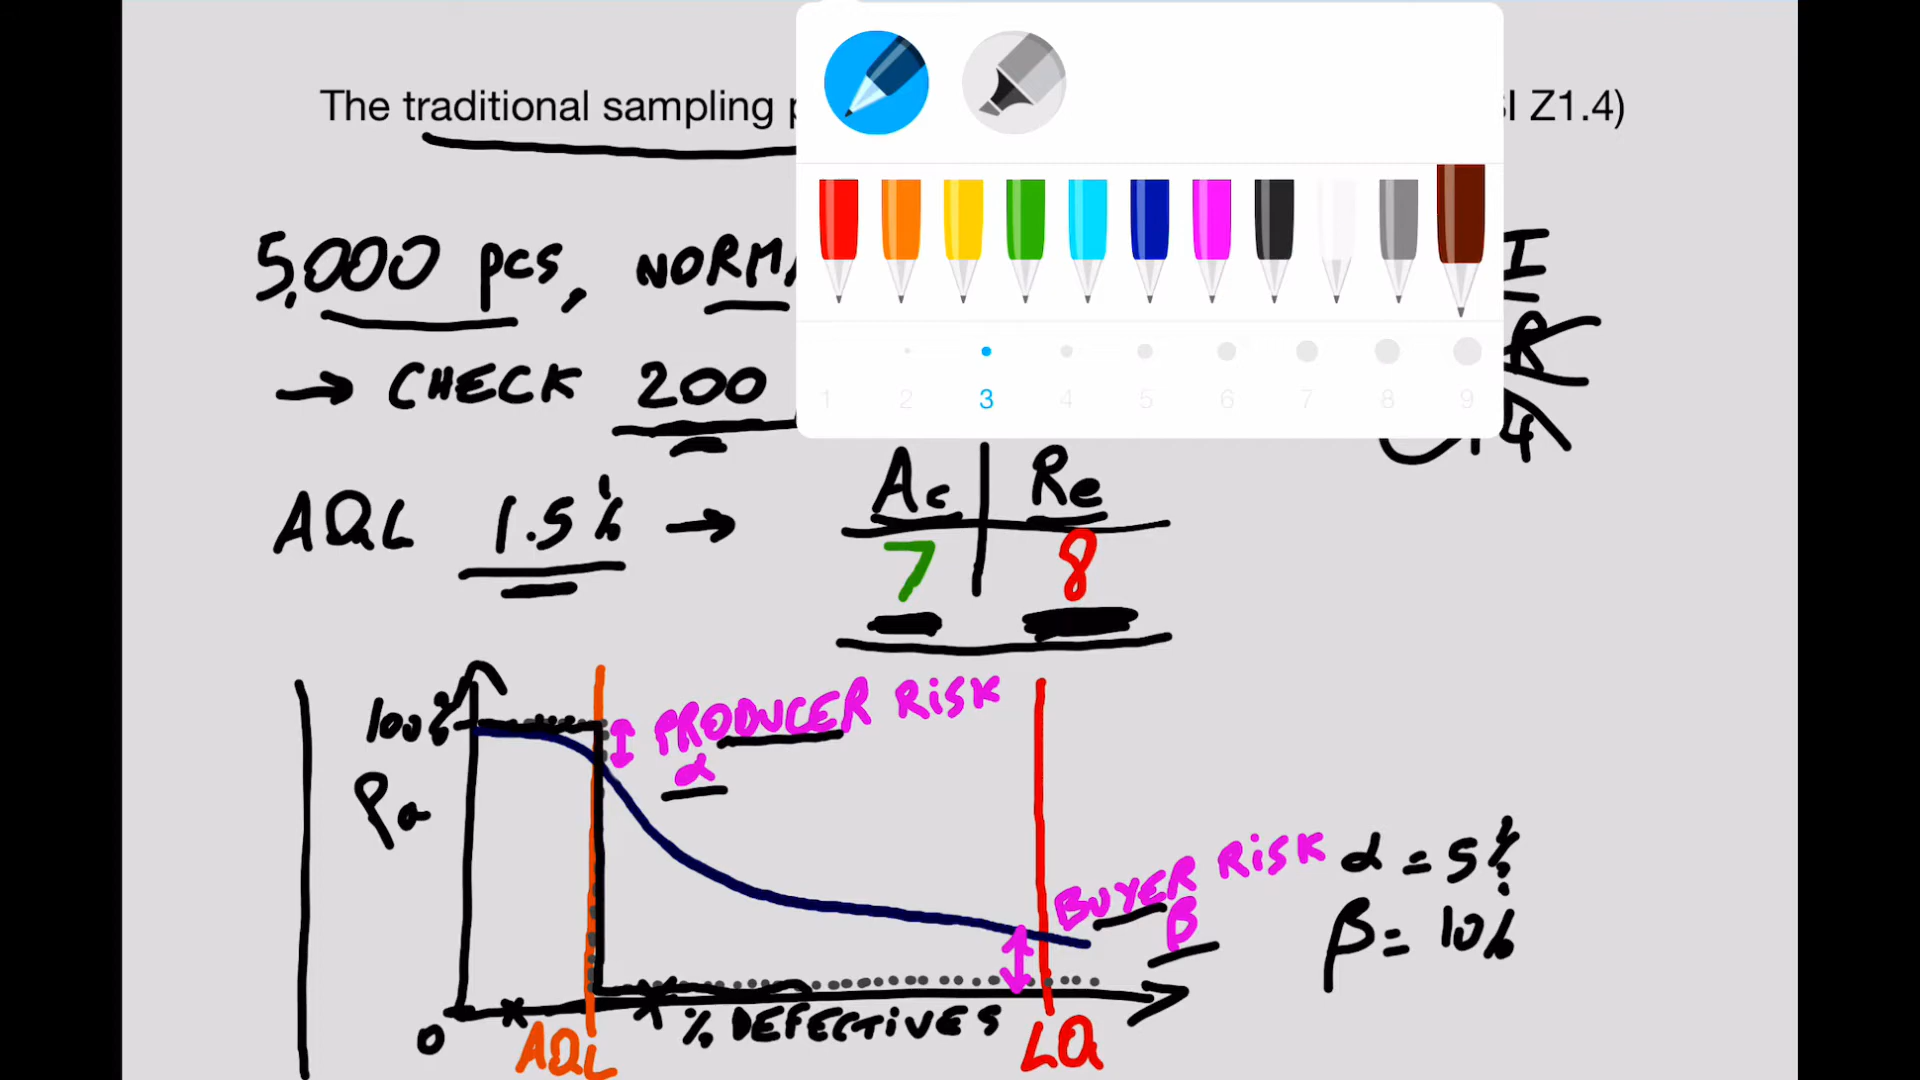 The traditional sampling SI Z1.4)
5,000 pcs, NORMA I
→ CHECK 200 R
1 2 3 4 5 6 7 8 9
Ac Re
AQL 1.5% → 7 8
100% PRODUCER RISK
α
Pa
BUYER RISK α = 5%
β β = 10%
0 % DEFECTIVES
AQL LQ